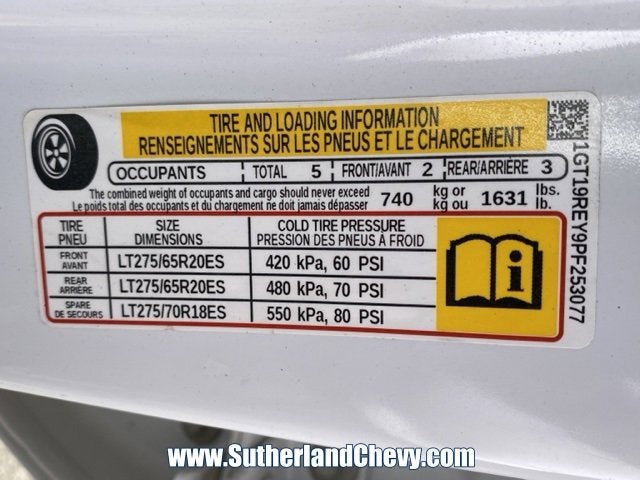 TIRE AND LOADING INFORMATION
RENSEIGNEMENTS SUR LES PNEUS ET LE CHARGEMENT
OCCUPANTS TOTAL 5 FRONT/AVANT 2 REAR/ARRIÈRE 3
The combined weight of occupants and cargo should never exceed 740 kg or 1631 lbs.
Le poids total des occupants et du chargement ne doit jamais dépasser kg ou lb.
TIRE SIZE COLD TIRE PRESSURE
PNEU DIMENSIONS PRESSION DES PNEUS À FROID
FRONT
AVANT LT275/65R20ES 420 kPa, 60 PSI
REAR
ARRIÈRE LT275/65R20ES 480 kPa, 70 PSI
SPARE
DE SECOURS LT275/70R18ES 550 kPa, 80 PSI
1GT19REY9PF253077
www.SutherlandChevy.com